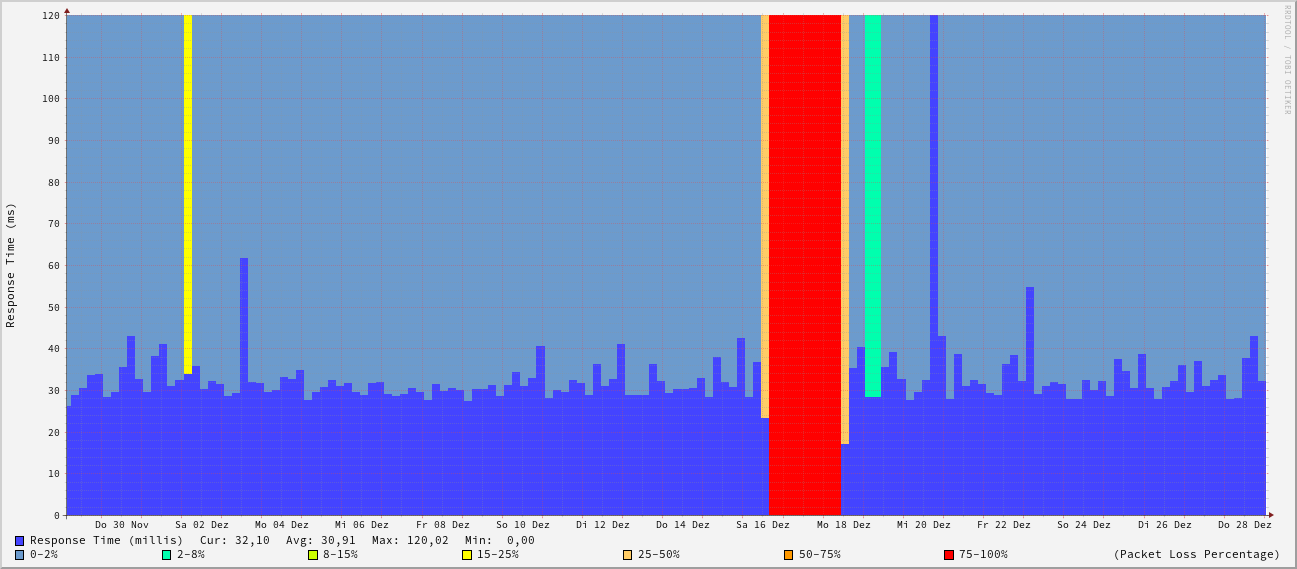 RRDTOOL / TOBI OETIKER
Response Time (ms)
120
110
100
90
80
70
60
50
40
30
20
10
0
Do 30 Nov Sa 02 Dez Mo 04 Dez Mi 06 Dez Fr 08 Dez So 10 Dez Di 12 Dez Do 14 Dez Sa 16 Dez Mo 18 Dez Mi 20 Dez Fr 22 Dez So 24 Dez Di 26 Dez Do 28 Dez
Response Time (millis) Cur: 32,10 Avg: 30,91 Max: 120,02 Min: 0,00
0-2% 2-8% 8-15% 15-25% 25-50% 50-75% 75-100% (Packet Loss Percentage)